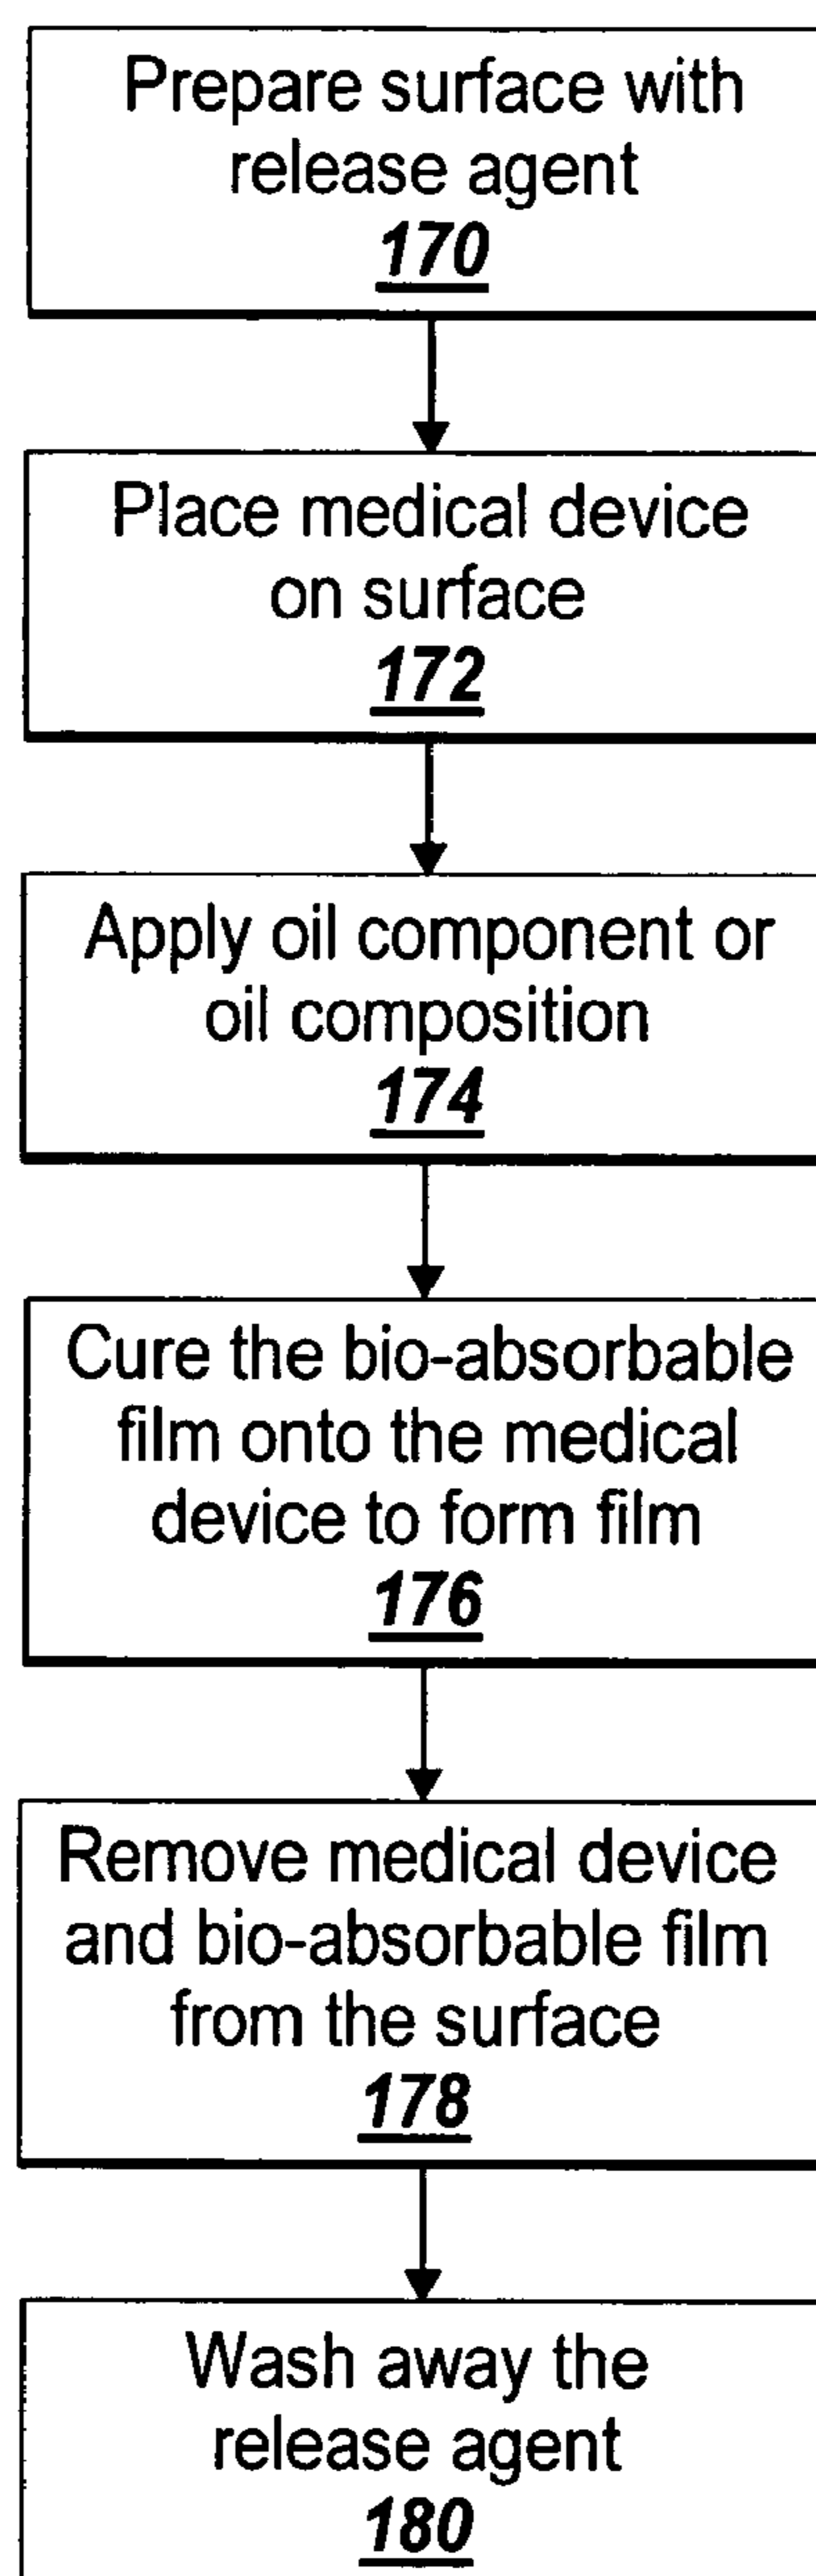 Prepare surface with
release agent
170
Place medical device
on surface
172
Apply oil component or
oil composition
174
Cure the bio-absorbable
film onto the medical
device to form film
176
Remove medical device
and bio-absorbable film
from the surface
178
Wash away the
release agent
180